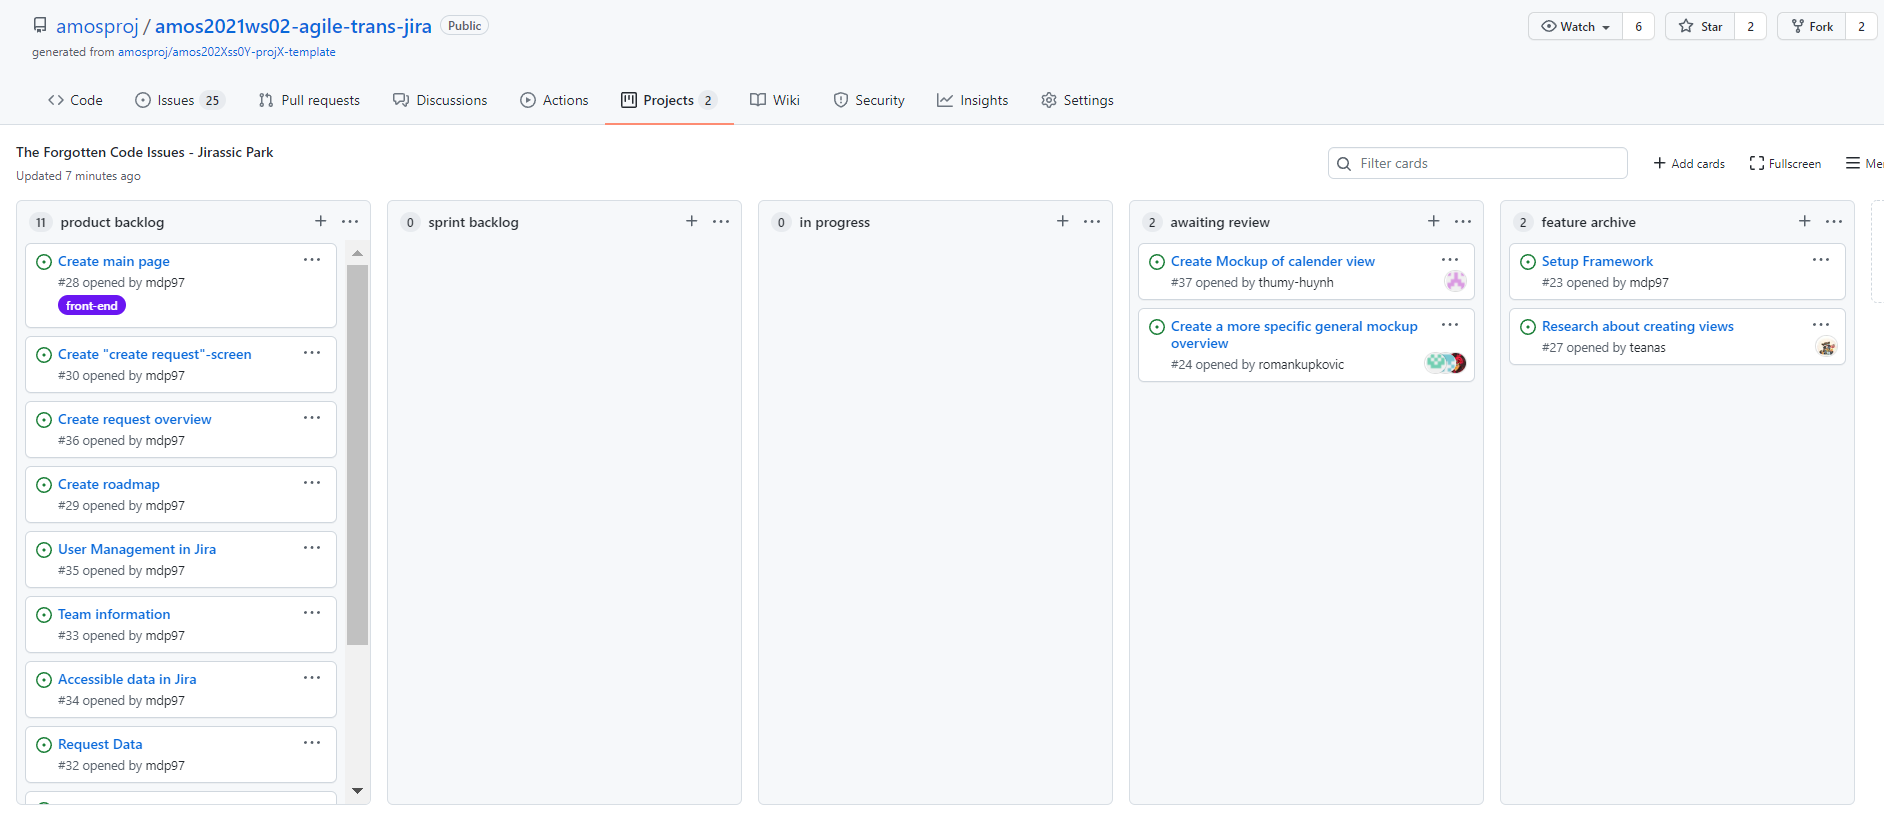 amosproj / amos2021ws02-agile-trans-jira Public
Watch 6 Star 2 Fork 2
generated from amosproj/amos202Xss0Y-projX-template
Code Issues 25 Pull requests Discussions Actions Projects 2 Wiki Security Insights Settings
The Forgotten Code Issues - Jirassic Park
Updated 7 minutes ago
Filter cards
Add cards Fullscreen
11 product backlog
Create main page
#28 opened by mdp97
front-end
Create "create request"-screen
#30 opened by mdp97
Create request overview
#36 opened by mdp97
Create roadmap
#29 opened by mdp97
User Management in Jira
#35 opened by mdp97
Team information
#33 opened by mdp97
Accessible data in Jira
#34 opened by mdp97
Request Data
#32 opened by mdp97
0 sprint backlog
0 in progress
2 awaiting review
Create Mockup of calender view
#37 opened by thumy-huynh
Create a more specific general mockup
overview
#24 opened by romankupkovic
2 feature archive
Setup Framework
#23 opened by mdp97
Research about creating views
#27 opened by teanas